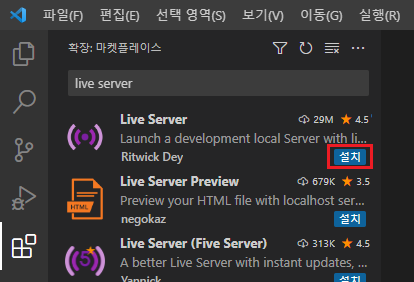 파일(F) 편집(E) 선택 영역(S) 보기(V) 이동(G) 실행(R)
확장: 마켓플레이스
live server
Live Server 29M 4.5
Launch a development local Server with li...
Ritwick Dey 설치
Live Server Preview 679K 3.5
Preview your HTML file with localhost ser...
negokaz 설치
Live Server (Five Server) 313K 4.5
A better Live Server with instant updates, ...
Yannick 설치